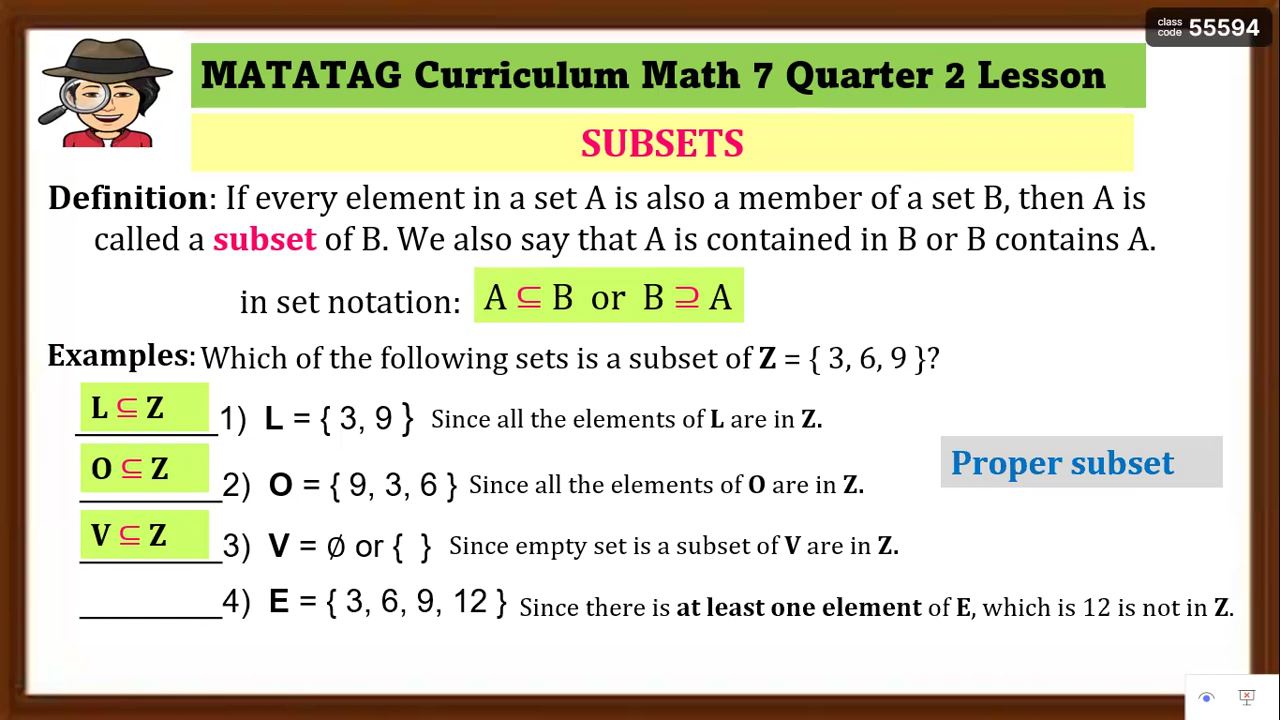 class code 55594
MATATAG Curriculum Math 7 Quarter 2 Lesson
SUBSETS
Definition: If every element in a set A is also a member of a set B, then A is
called a subset of B. We also say that A is contained in B or B contains A.
in set notation: A ⊆ B or B ⊇ A
Examples: Which of the following sets is a subset of Z = { 3, 6, 9 }?
L ⊆ Z 1) L = { 3, 9 } Since all the elements of L are in Z.
Proper subset
O ⊆ Z 2) O = { 9, 3, 6 } Since all the elements of O are in Z.
V ⊆ Z 3) V = ∅ or { } Since empty set is a subset of V are in Z.
________4) E = { 3, 6, 9, 12 } Since there is at least one element of E, which is 12 is not in Z.